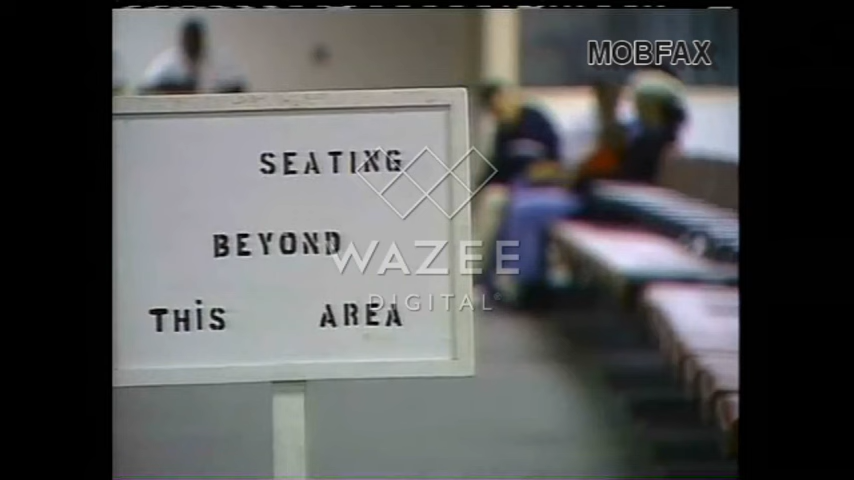 MOBFAX
SEATING
BEYOND
THiS AREA
WAZEE
DIGITAL